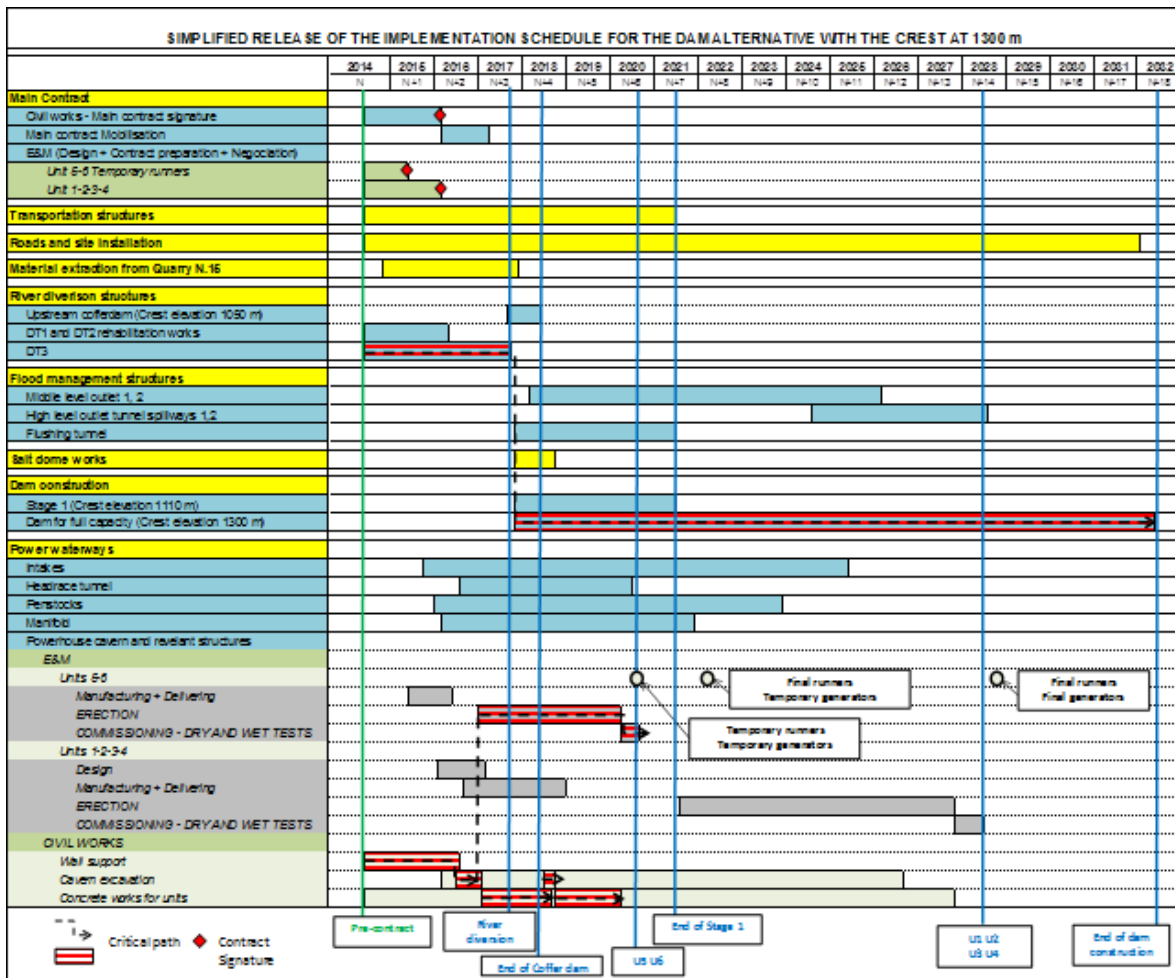 SIMPLIFIED RELEASE OF THE IMPLEMENTATION SCHEDULE FOR THE DAM ALTERNATIVE WITH THE CREST AT 1300 m
2014 2015 2016 2017 2018 2019 2020 2021 2022 2023 2024 2025 2026 2027 2028 2029 2030 2031 2032
N N+1 N+2 N+3 N+4 N+5 N+6 N+7 N+8 N+9 N+10 N+11 N+12 N+13 N+14 N+15 N+16 N+17 N+18
Main Contract
Civil works - Main contract signature
Main contract Mobilisation
E&M (Design + Contract preparation + Negociation)
Unit 5-6 Temporary runners
Unit 1-2-3-4
Transportation structures
Roads and site installation
Material extraction from Quarry N.15
River diverison structures
Upstream cofferdam (Crest elevation 1050 m)
DT1 and DT2 rehabilitation works
DT3
Flood management structures
Middle level outlet 1, 2
High level outlet tunnel spillways 1,2
Flushing tunnel
Salt dome works
Dam construction
Stage 1 (Crest elevation 1110 m)
Dam for full capacity (Crest elevation 1300 m)
Power waterways
Intakes
Headrace tunnel
Penstocks
Manifold
Powerhouse cavern and revelant structures
E&M
Units 5-6
Final runners
Temporary generators
Final runners
Final generators
Manufacturing + Delivering
ERECTION
COMMISSIONING - DRY AND WET TESTS
Temporary runners
Temporary generators
Units 1-2-3-4
Design
Manufacturing + Delivering
ERECTION
COMMISSIONING - DRY AND WET TESTS
CIVIL WORKS
Wall support
Cavern excavation
Concrete works for units
Critical path
Contract
Signature
Pre-contract
River
diversion
End of Coffer dam
U5 U6
End of Stage 1
U1 U2
U3 U4
End of dam
construction